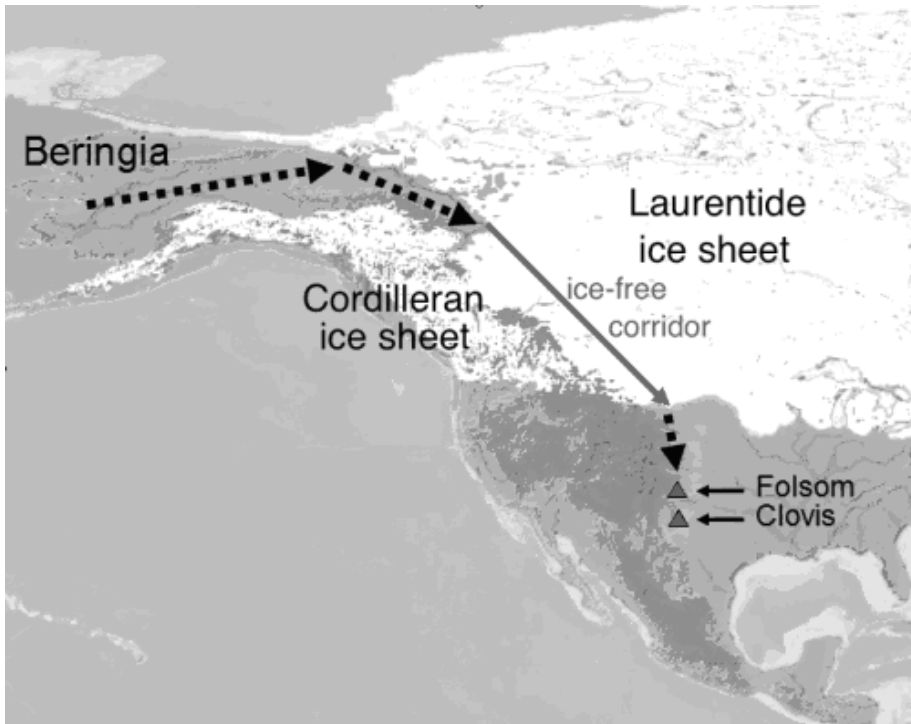 Beringia
Laurentide
ice sheet
ice-free
corridor
Cordilleran
ice sheet
Folsom
Clovis